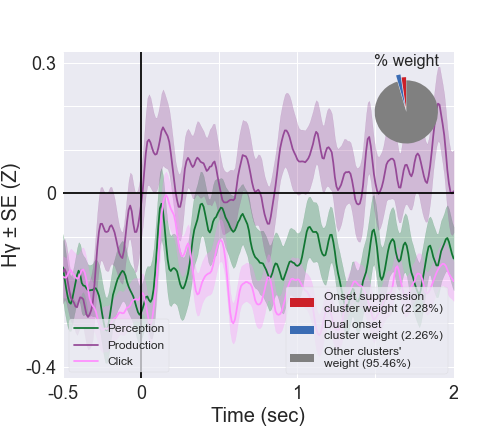 % weight
0.3
0
-0.4
Hγ ± SE (Z)
Perception
Production
Click
Onset suppression
cluster weight (2.28%)
Dual onset
cluster weight (2.26%)
Other clusters'
weight (95.46%)
-0.5
0
1
2
Time (sec)